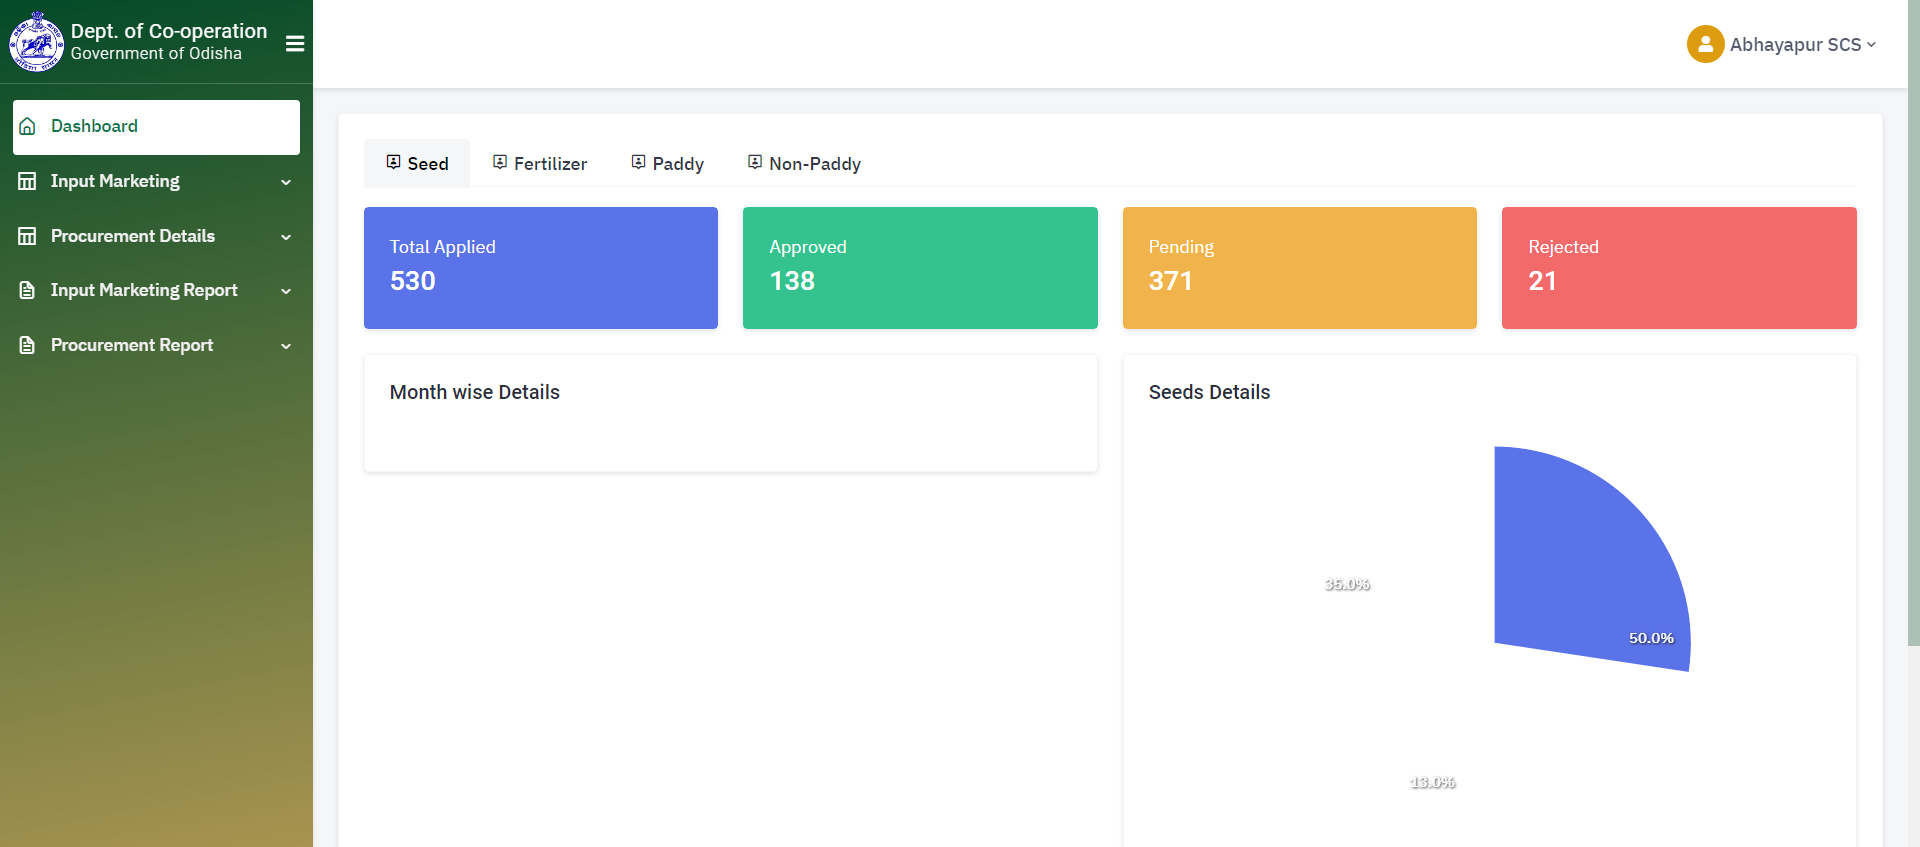 Dept. of Co-operation
Government of Odisha
Abhayapur SCS
Dashboard
Input Marketing
Procurement Details
Input Marketing Report
Procurement Report
Seed
Fertilizer
Paddy
Non-Paddy
Total Applied
530
Approved
138
Pending
371
Rejected
21
Month wise Details
Seeds Details
35.0%
50.0%
13.0%